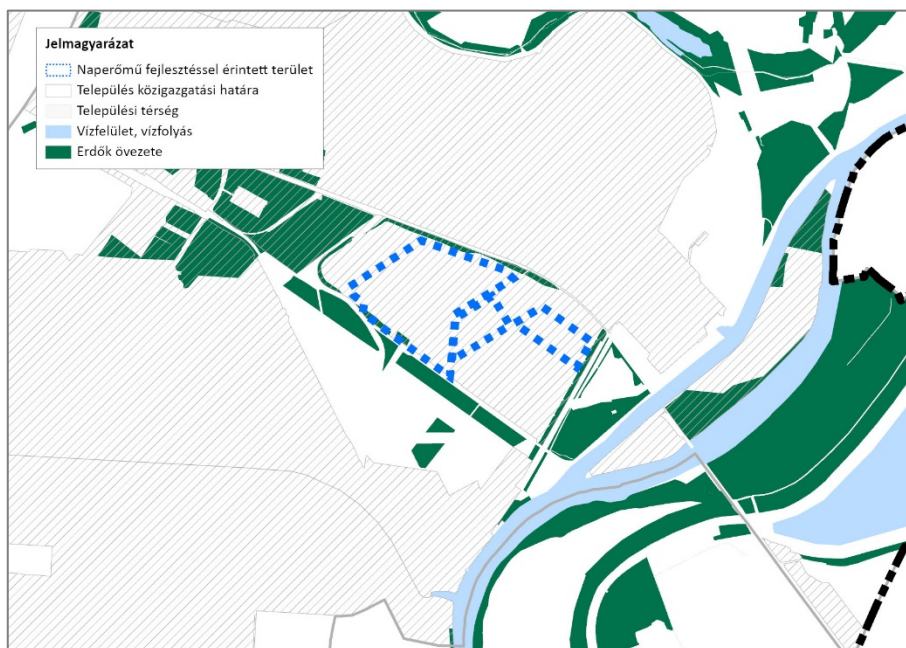 Jelmagyarázat
Naperőmű fejlesztéssel érintett terület
Település közigazgatási határa
Települési térség
Vízfelület, vízfolyás
Erdők övezete